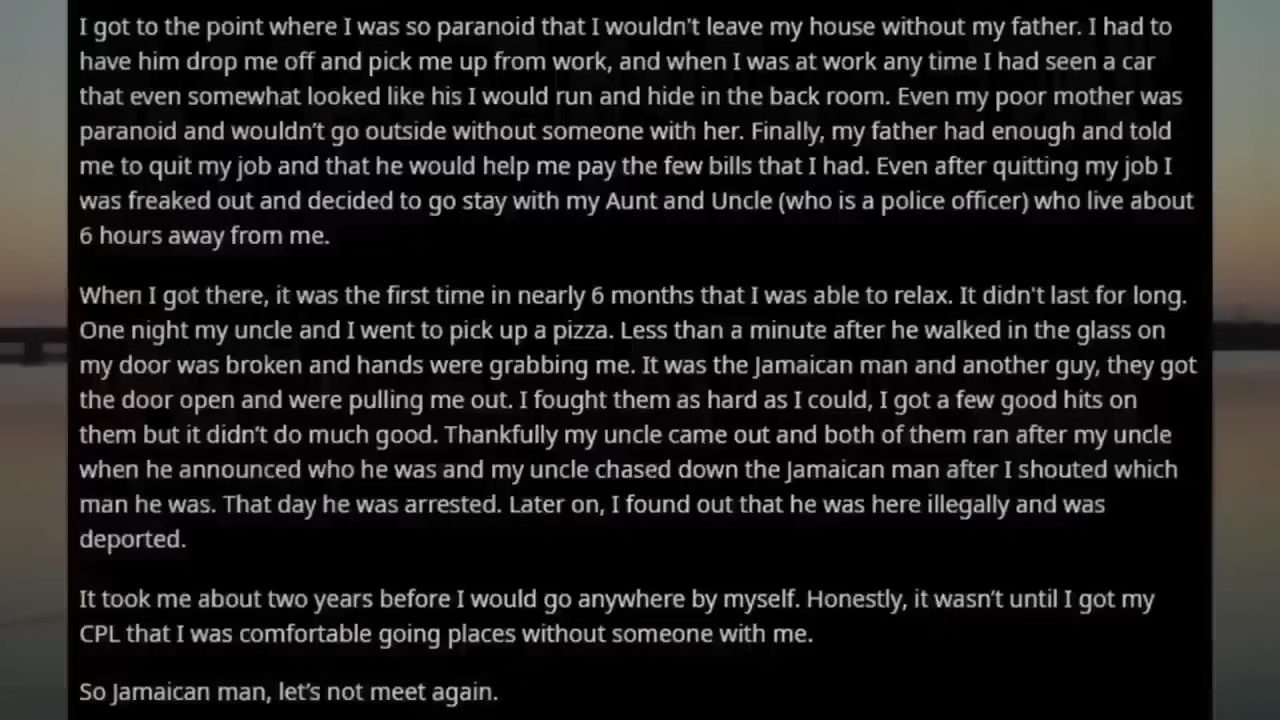 I got to the point where I was so paranoid that I wouldn't leave my house without my father. I had to
have him drop me off and pick me up from work, and when I was at work any time I had seen a car
that even somewhat looked like his I would run and hide in the back room. Even my poor mother was
paranoid and wouldn't go outside without someone with her. Finally, my father had enough and told
me to quit my job and that he would help me pay the few bills that I had. Even after quitting my job I
was freaked out and decided to go stay with my Aunt and Uncle (who is a police officer) who live about
6 hours away from me.
When I got there, it was the first time in nearly 6 months that I was able to relax. It didn't last for long.
One night my uncle and I went to pick up a pizza. Less than a minute after he walked in the glass on
my door was broken and hands were grabbing me. It was the Jamaican man and another guy, they got
the door open and were pulling me out. I fought them as hard as I could, I got a few good hits on
them but it didn't do much good. Thankfully my uncle came out and both of them ran after my uncle
when he announced who he was and my uncle chased down the Jamaican man after I shouted which
man he was. That day he was arrested. Later on, I found out that he was here illegally and was
deported.
It took me about two years before I would go anywhere by myself. Honestly, it wasn't until I got my
CPL that I was comfortable going places without someone with me.
So Jamaican man, let's not meet again.